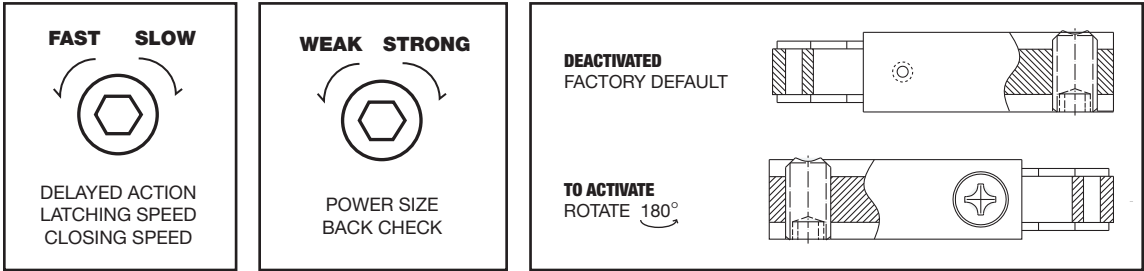 FAST SLOW
DELAYED ACTION
LATCHING SPEED
CLOSING SPEED
WEAK STRONG
POWER SIZE
BACK CHECK
DEACTIVATED
FACTORY DEFAULT
TO ACTIVATE
ROTATE 180°